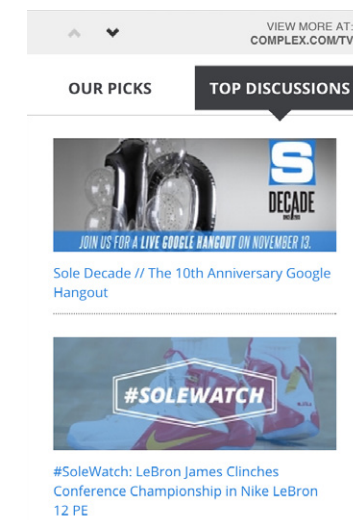 VIEW MORE AT:
COMPLEX.COM/TV
OUR PICKS
TOP DISCUSSIONS
10
S
DECADE
JOIN US FOR A LIVE GOOGLE HANGOUT ON NOVEMBER 13.
Sole Decade // The 10th Anniversary Google
Hangout
#SOLEWATCH
#SoleWatch: LeBron James Clinches
Conference Championship in Nike LeBron
12 PE